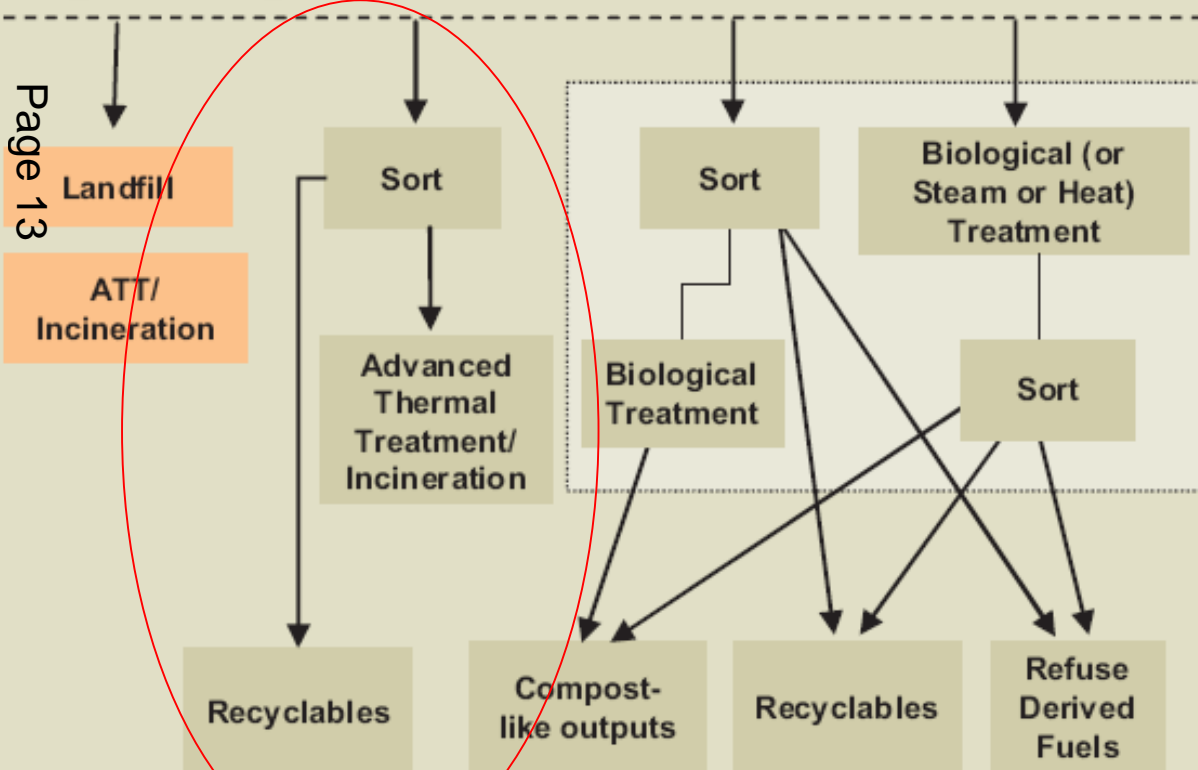 Page 13
Landfill
ATT/
Incineration
Sort
Advanced
Thermal
Treatment/
Incineration
Recyclables
Sort
Biological (or
Steam or Heat)
Treatment
Biological
Treatment
Sort
Compost-
like outputs
Recyclables
Refuse
Derived
Fuels